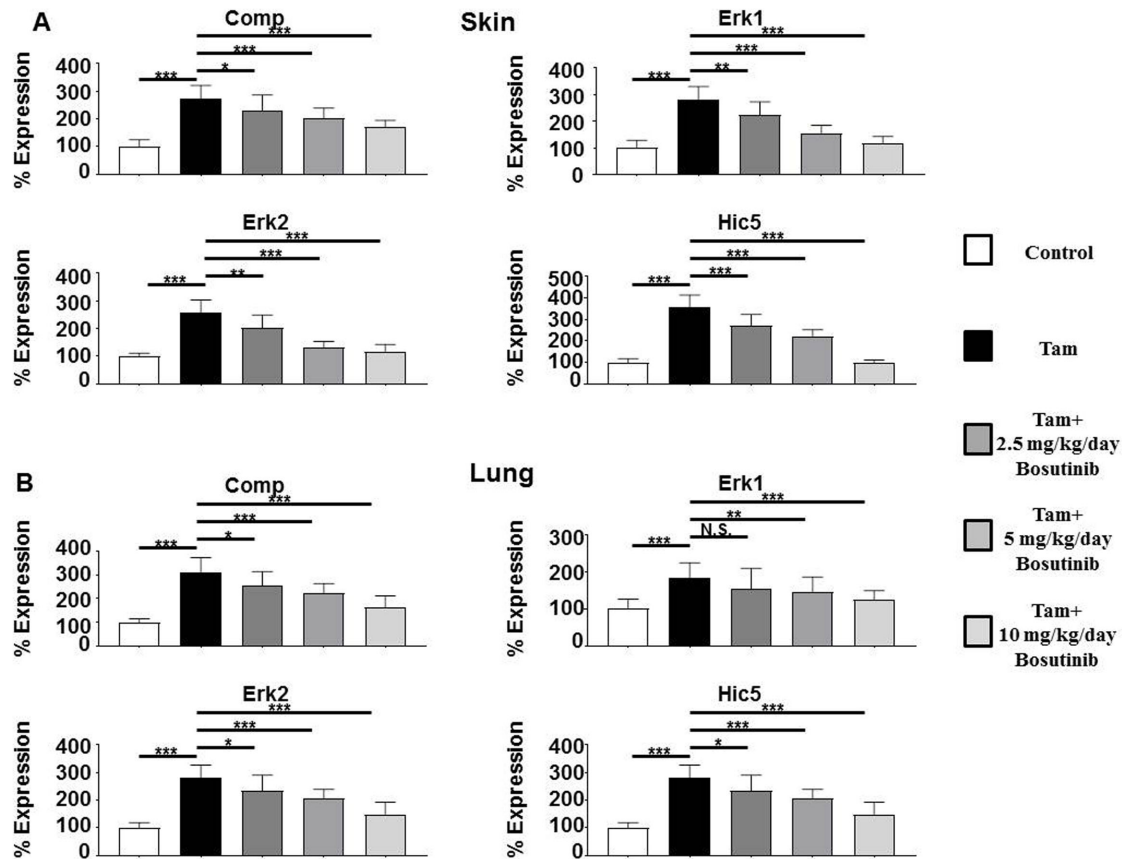 A
Skin
Comp
***
***
*
***
% Expression
400
300
200
100
0
Erk1
***
***
**
***
% Expression
400
300
200
100
0
Erk2
***
***
**
***
% Expression
400
300
200
100
0
Hic5
***
***
***
***
% Expression
500
400
300
200
100
0
B
Lung
Comp
***
***
*
***
% Expression
400
300
200
100
0
Erk1
***
**
N.S.
***
% Expression
300
200
100
0
Erk2
***
***
*
***
% Expression
400
300
200
100
0
Hic5
***
***
*
***
% Expression
400
300
200
100
0
Control
Tam
Tam+
2.5 mg/kg/day
Bosutinib
Tam+
5 mg/kg/day
Bosutinib
Tam+
10 mg/kg/day
Bosutinib